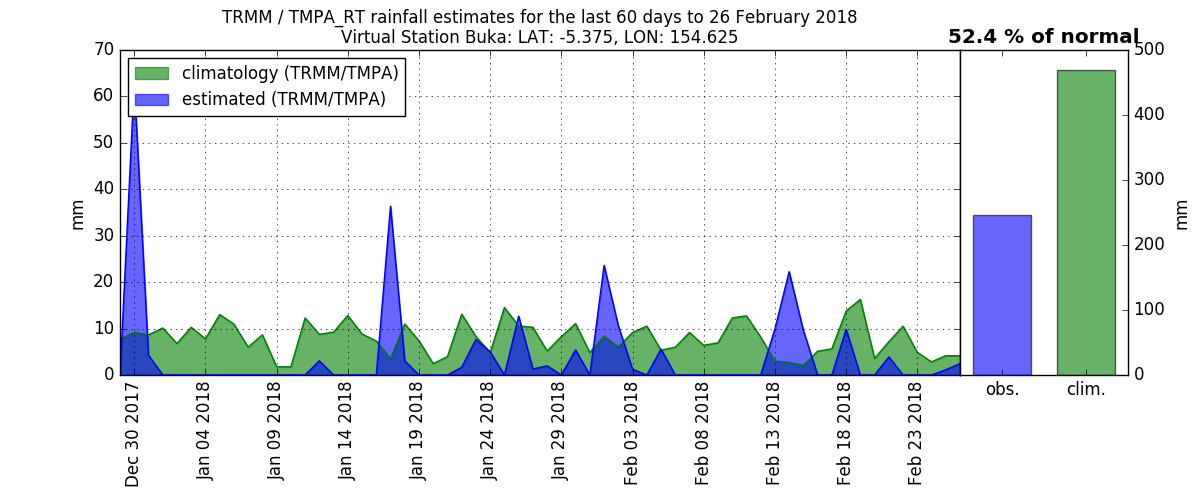 TRMM / TMPA_RT rainfall estimates for the last 60 days to 26 February 2018
Virtual Station Buka: LAT: -5.375, LON: 154.625
52.4 % of normal
climatology (TRMM/TMPA)
estimated (TRMM/TMPA)
70
60
50
40
30
20
10
0
mm
Dec 30 2017
Jan 04 2018
Jan 09 2018
Jan 14 2018
Jan 19 2018
Jan 24 2018
Jan 29 2018
Feb 03 2018
Feb 08 2018
Feb 13 2018
Feb 18 2018
Feb 23 2018
obs.
clim.
500
400
300
200
100
0
mm